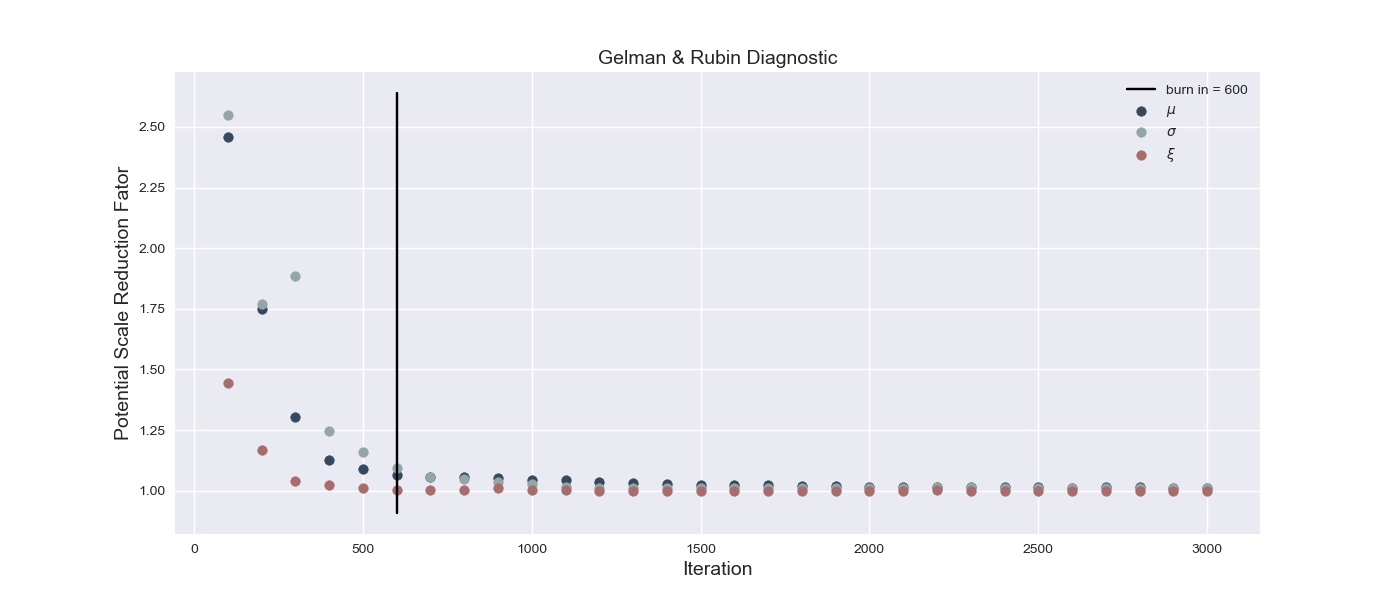 Gelman & Rubin Diagnostic
burn in = 600
μ
σ
ξ
Potential Scale Reduction Fator
2.50
2.25
2.00
1.75
1.50
1.25
1.00
0 500 1000 1500 2000 2500 3000
Iteration